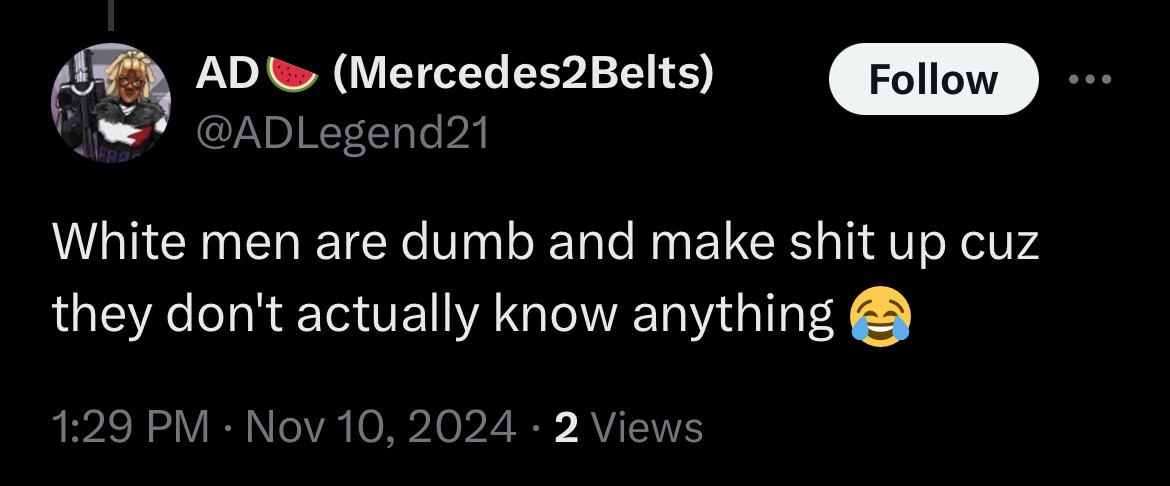 AD🍉 (Mercedes2Belts)
Follow
@ADLegend21
White men are dumb and make shit up cuz
they don't actually know anything 😂
1:29 PM · Nov 10, 2024 · 2 Views